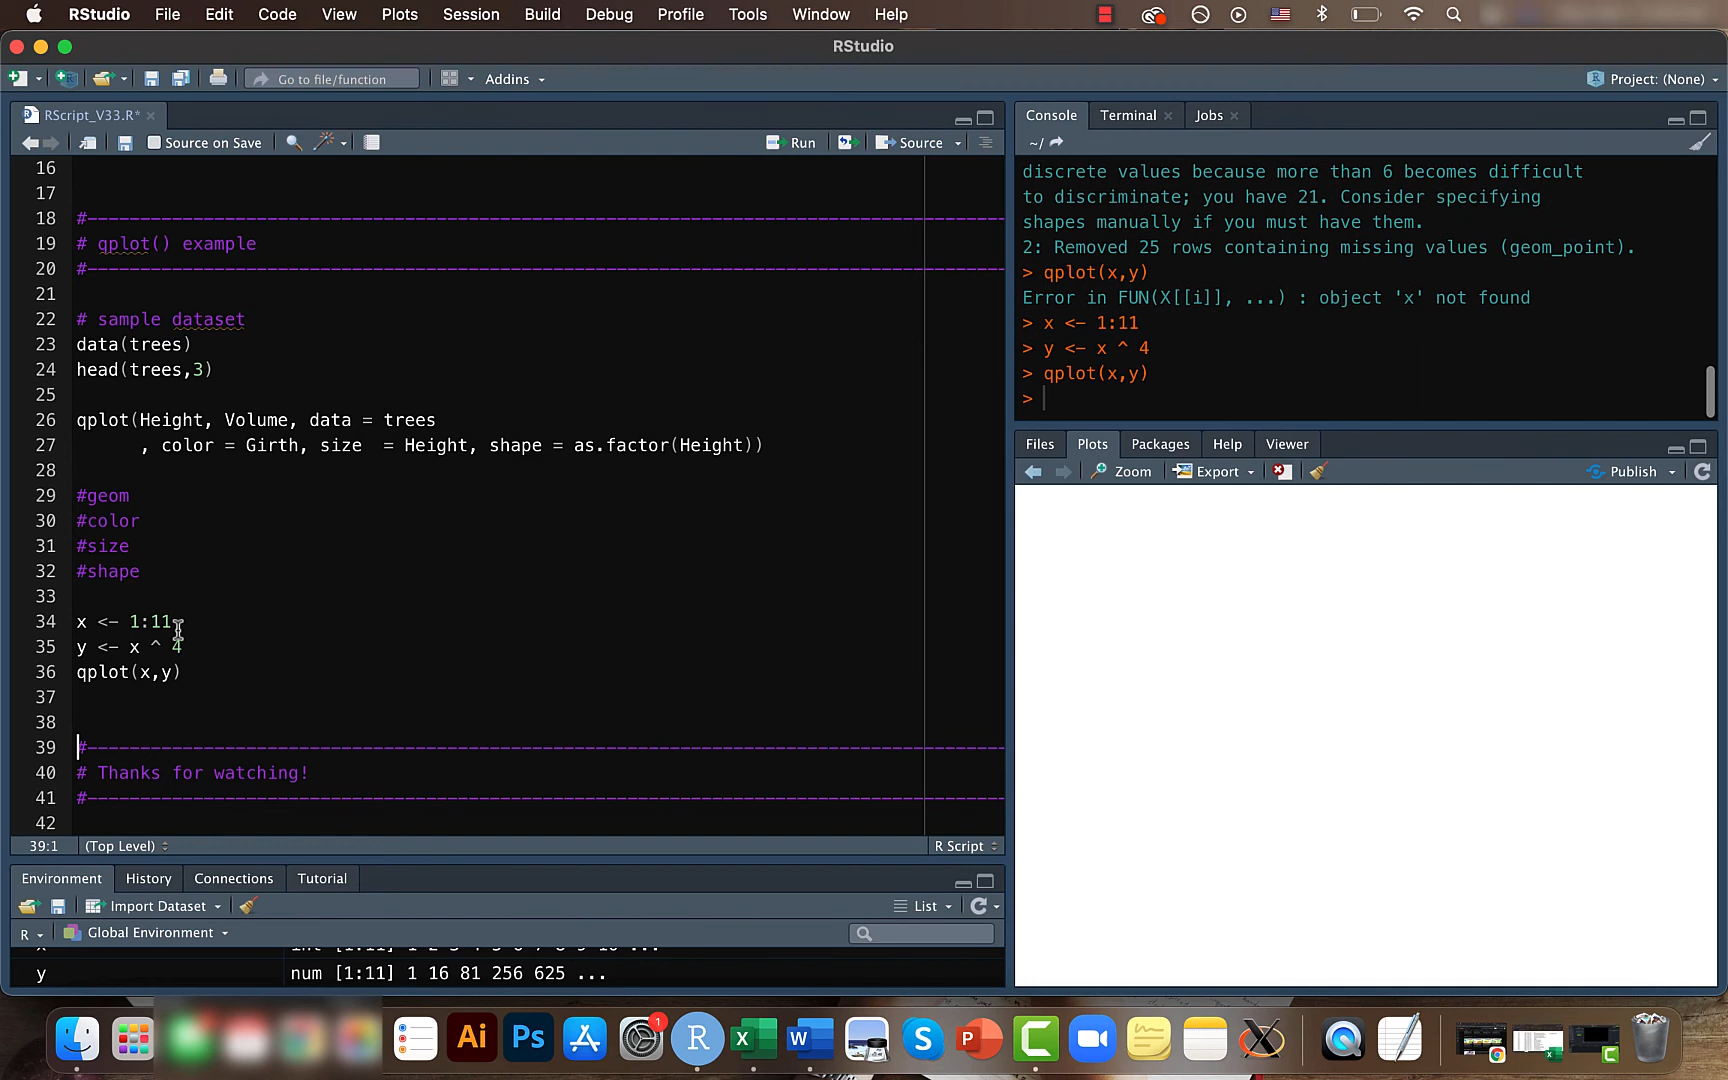 RStudio File Edit Code View Plots Session Build Debug Profile Tools Window Help
RStudio
Go to file/function Addins Project: (None)
RScript_V33.R*
Source on Save Run Source
16
17
18 #----------------------------------------------------------------------------------------
19 # qplot() example
20 #----------------------------------------------------------------------------------------
21
22 # sample dataset
23 data(trees)
24 head(trees,3)
25
26 qplot(Height, Volume, data = trees
27 , color = Girth, size = Height, shape = as.factor(Height))
28
29 #geom
30 #color
31 #size
32 #shape
33
34 x <- 1:11
35 y <- x ^ 4
36 qplot(x,y)
37
38
39 #----------------------------------------------------------------------------------------
40 # Thanks for watching!
41 #----------------------------------------------------------------------------------------
42
39:1 (Top Level) R Script
Environment History Connections Tutorial
Import Dataset List
R Global Environment
y num [1:11] 1 16 81 256 625 ...
Console Terminal Jobs
~/
discrete values because more than 6 becomes difficult
to discriminate; you have 21. Consider specifying
shapes manually if you must have them.
2: Removed 25 rows containing missing values (geom_point).
> qplot(x,y)
Error in FUN(X[[i]], ...) : object 'x' not found
> x <- 1:11
> y <- x ^ 4
> qplot(x,y)
>
Files Plots Packages Help Viewer
Zoom Export Publish
Ai Ps 1 R X W S P C X